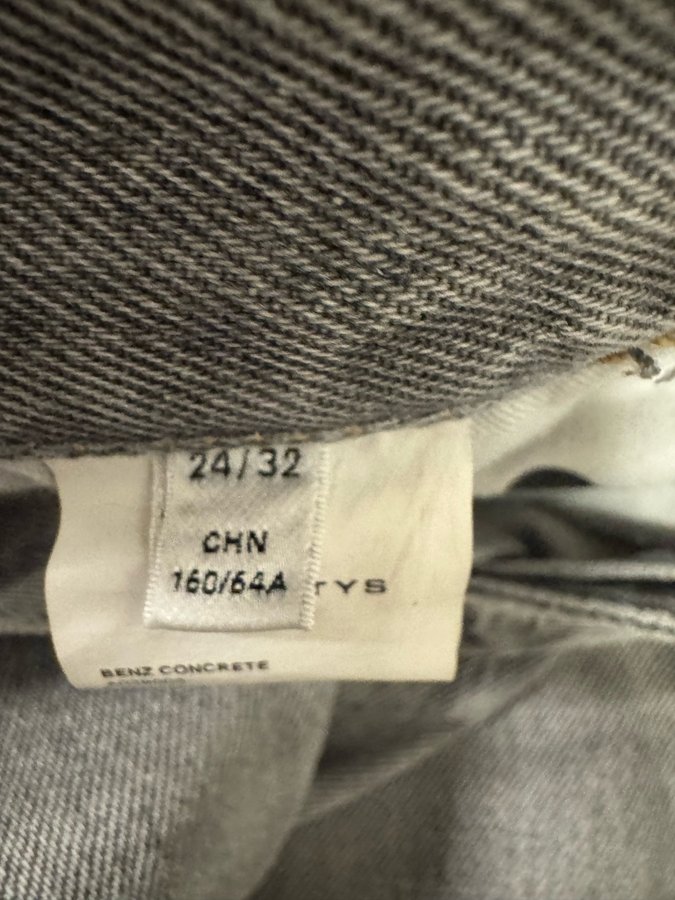 24/32
CHN
160/64A
TYS
BENZ CONCRETE